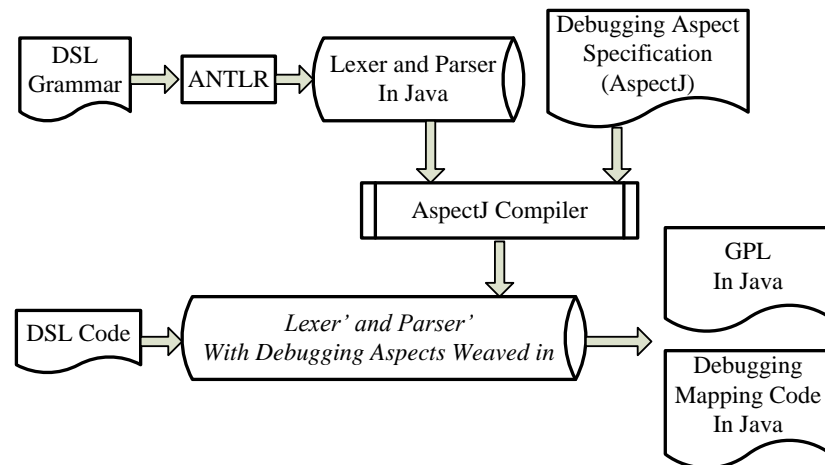 DSL
Grammar
ANTLR
Lexer and Parser
In Java
Debugging Aspect
Specification
(AspectJ)
AspectJ Compiler
GPL
In Java
DSL Code
Lexer’ and Parser’
With Debugging Aspects Weaved in
Debugging
Mapping Code
In Java